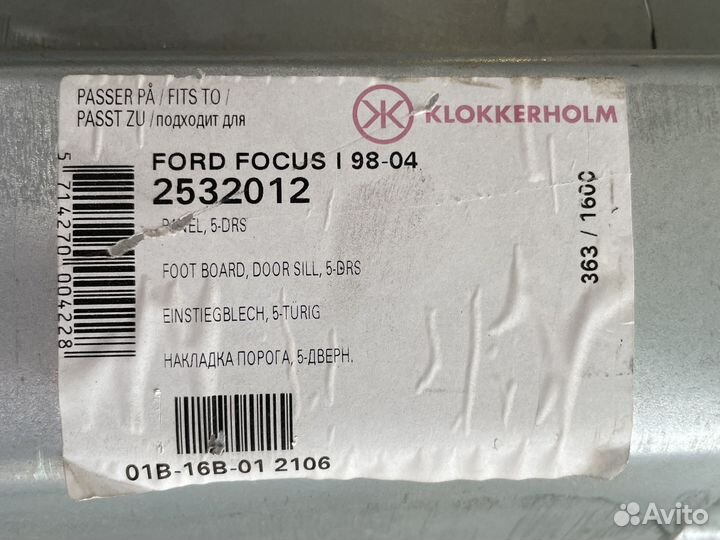 PASSER PÅ / FITS TO /
PASST ZU / подходит для
KLOKKERHOLM
FORD FOCUS I 98-04
2532012
PANEL, 5-DRS
FOOT BOARD, DOOR SILL, 5-DRS
EINSTIEGBLECH, 5-TÜRIG
НАКЛАДКА ПОРОГА, 5-ДВЕРН.
5 714270 004228
363 / 1600
01B-16B-01 2106
Avito